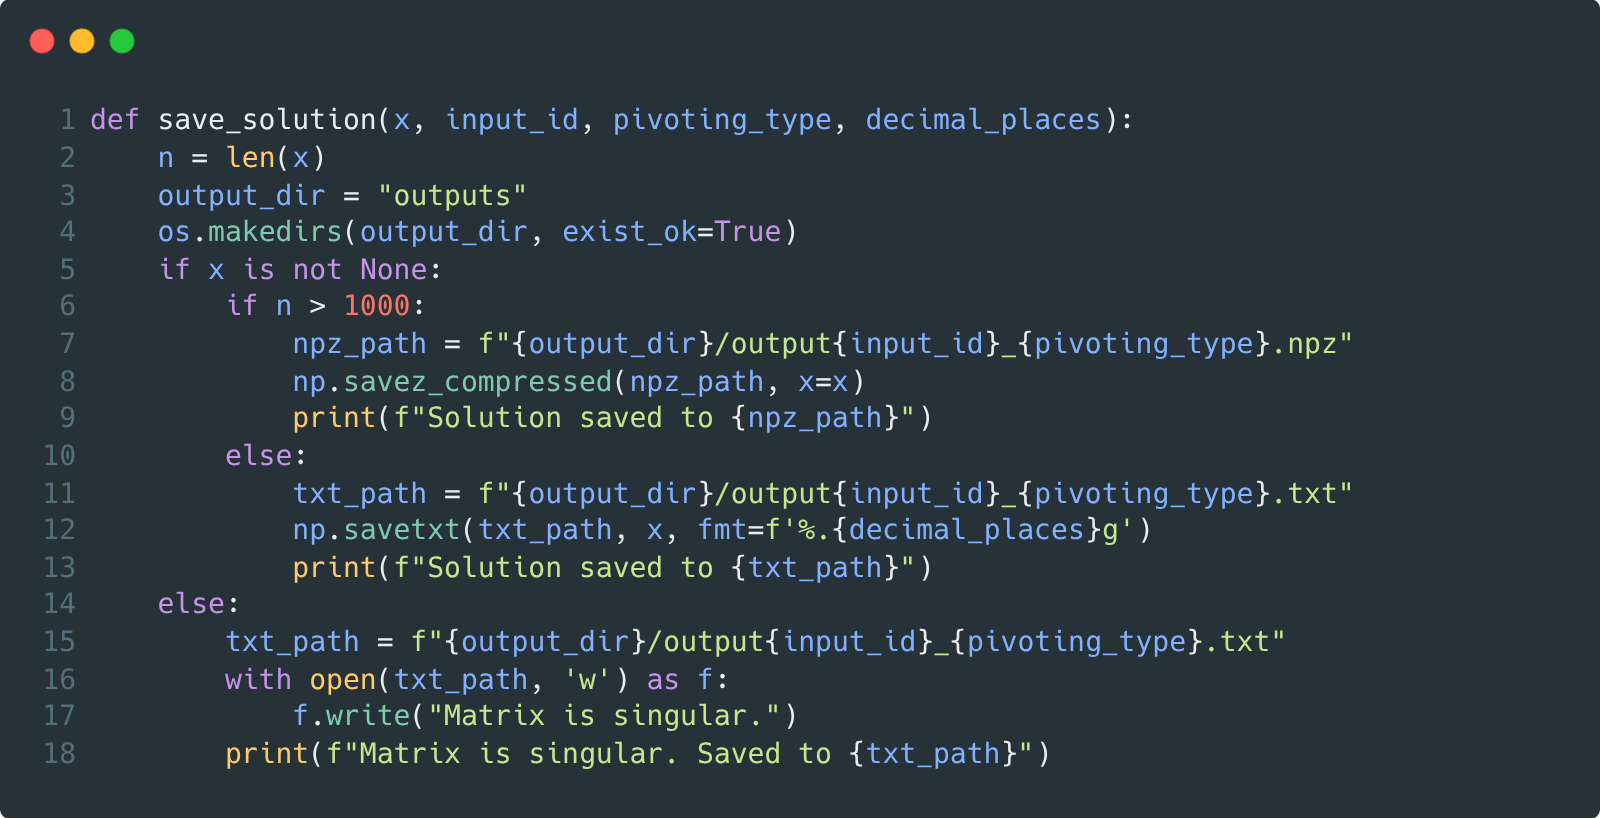 1 def save_solution(x, input_id, pivoting_type, decimal_places):
2     n = len(x)
3     output_dir = "outputs"
4     os.makedirs(output_dir, exist_ok=True)
5     if x is not None:
6         if n > 1000:
7             npz_path = f"{output_dir}/output{input_id}_{pivoting_type}.npz"
8             np.savez_compressed(npz_path, x=x)
9             print(f"Solution saved to {npz_path}")
10         else:
11             txt_path = f"{output_dir}/output{input_id}_{pivoting_type}.txt"
12             np.savetxt(txt_path, x, fmt=f'%.{decimal_places}g')
13             print(f"Solution saved to {txt_path}")
14     else:
15         txt_path = f"{output_dir}/output{input_id}_{pivoting_type}.txt"
16         with open(txt_path, 'w') as f:
17             f.write("Matrix is singular.")
18         print(f"Matrix is singular. Saved to {txt_path}")